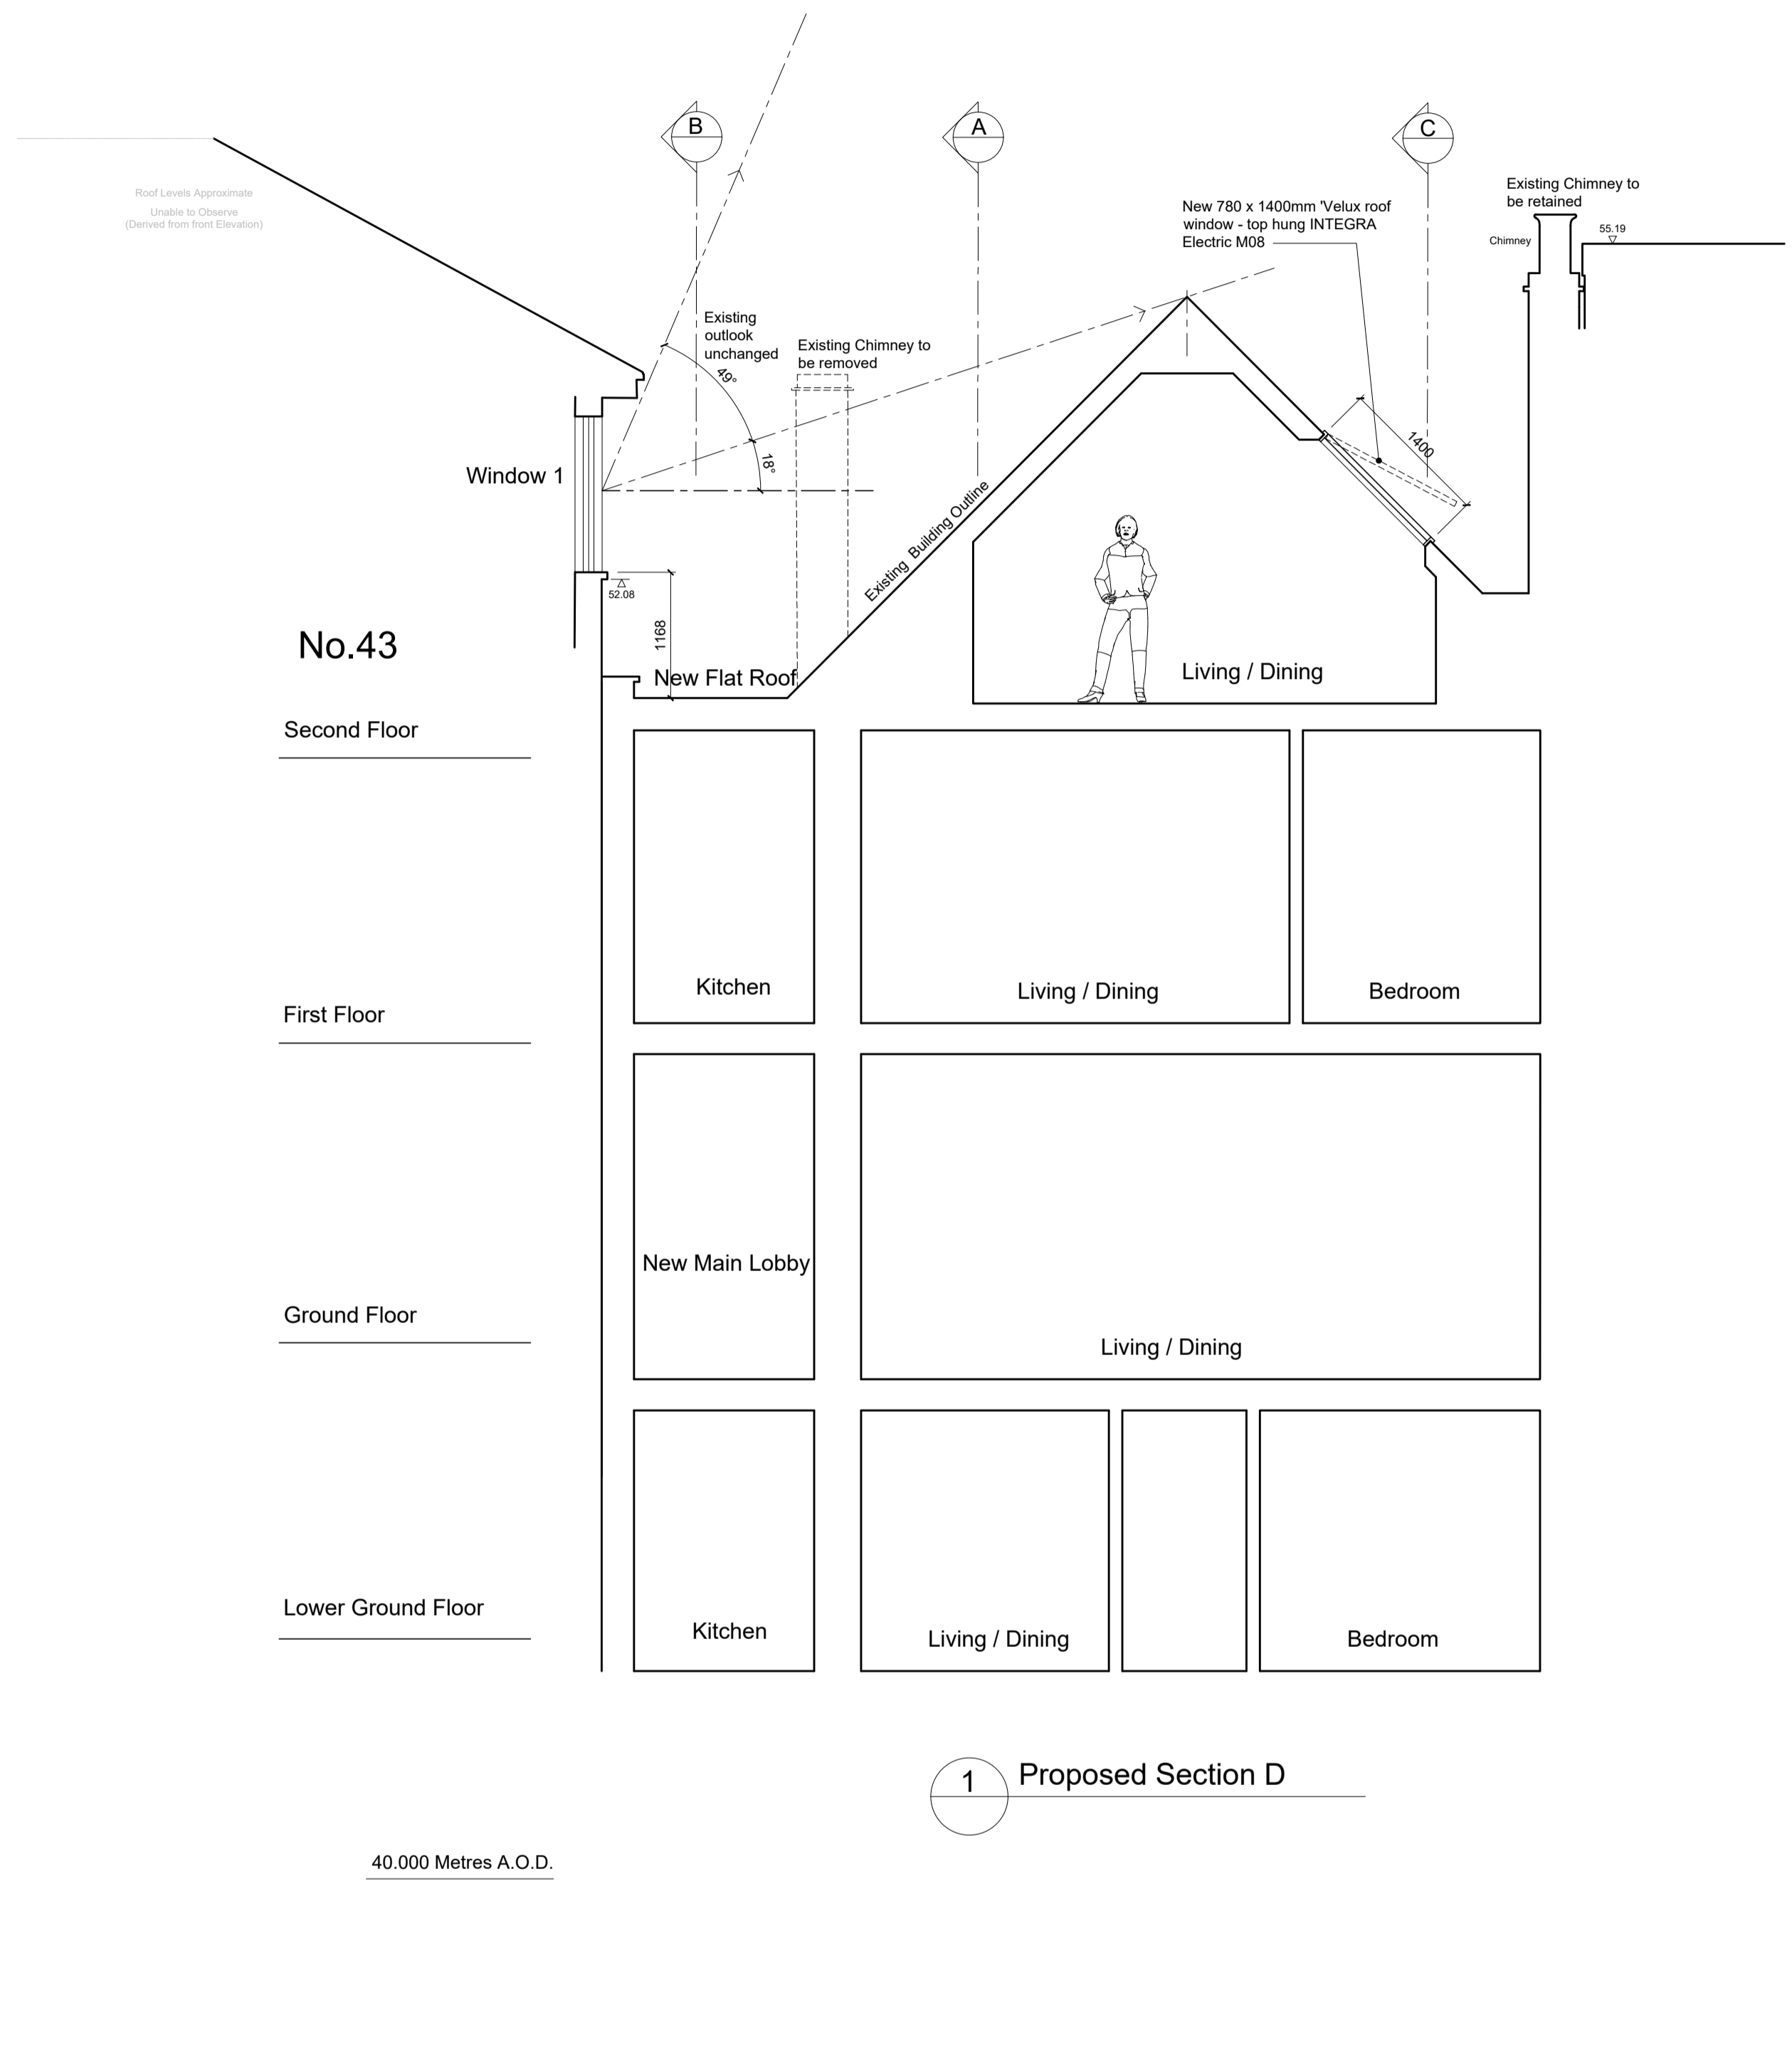 B
A
C
Roof Levels Approximate
Unable to Observe
(Derived from front Elevation)
New 780 x 1400mm 'Velux roof
window - top hung INTEGRA
Electric M08
Existing Chimney to
be retained
Chimney
55.19
Existing
outlook
unchanged
49°
Existing Chimney to
be removed
18°
1400
Window 1
Existing Building Outline
52.08
1168
No.43
New Flat Roof
Living / Dining
Second Floor
Kitchen
Living / Dining
Bedroom
First Floor
New Main Lobby
Ground Floor
Living / Dining
Lower Ground Floor
Kitchen
Living / Dining
Bedroom
1
Proposed Section D
40.000 Metres A.O.D.